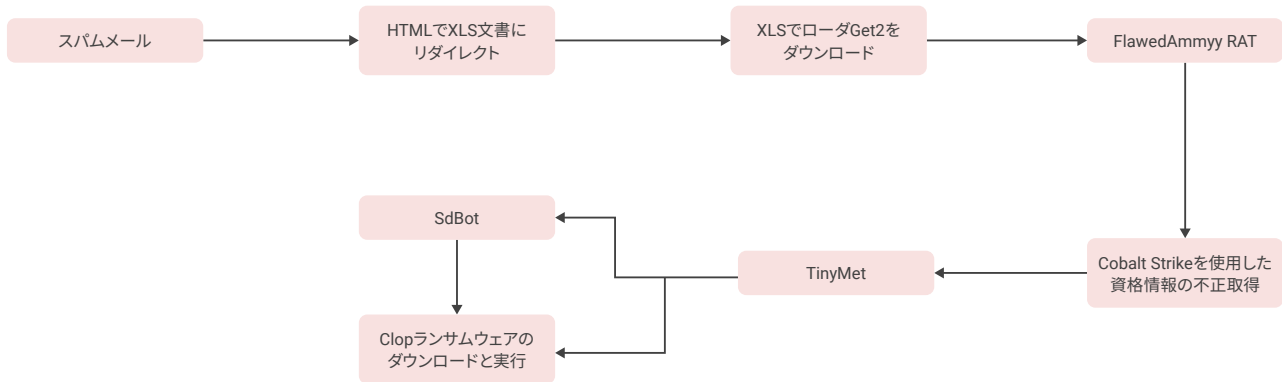 スパムメール
HTMLでXLS文書に
リダイレクト
XLSでローダGet2を
ダウンロード
FlawedAmmyy RAT
Cobalt Strikeを使用した
資格情報の不正取得
TinyMet
SdBot
Clopランサムウェアの
ダウンロードと実行